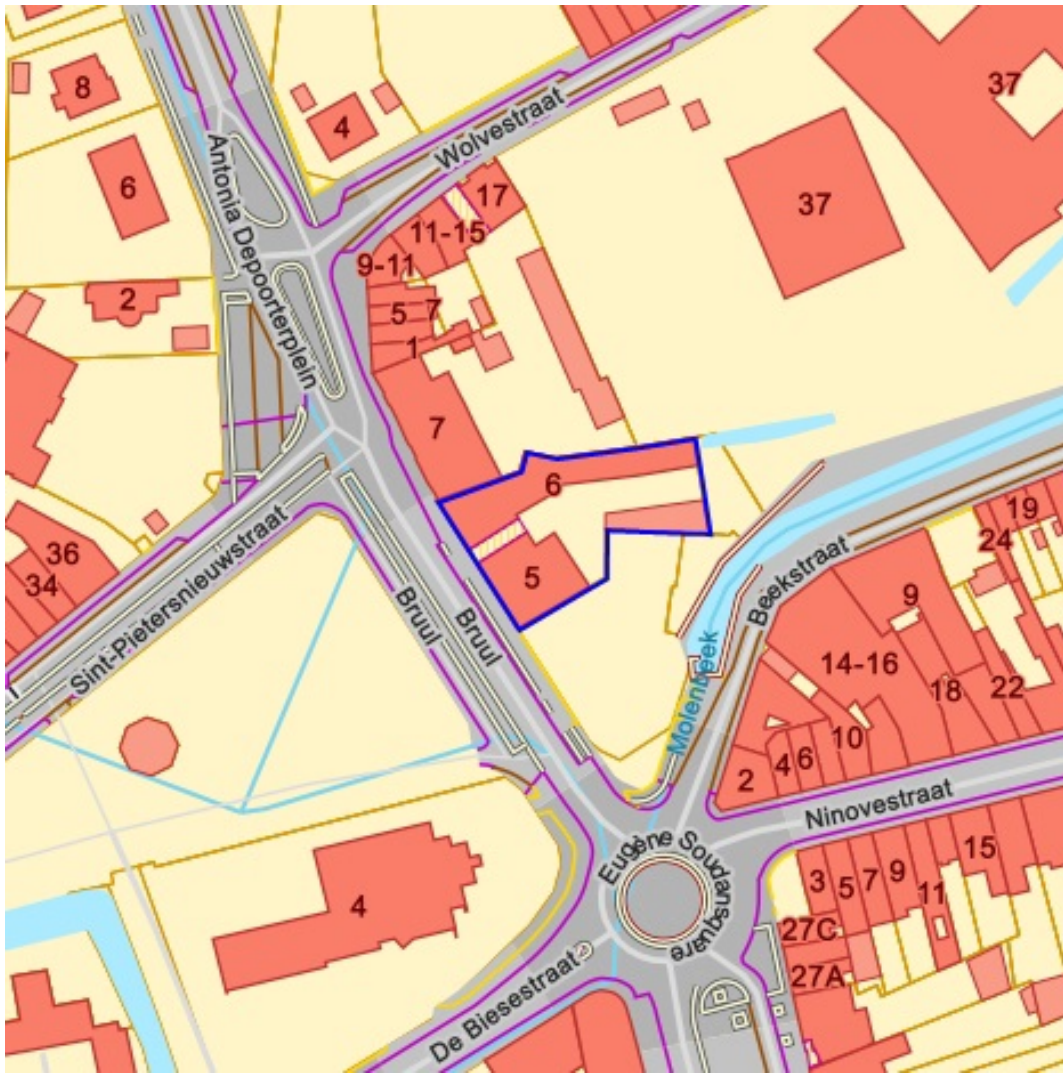 8
4
37
37
Wolvestraat
Antonia Depoorterplein
6
17
11-15
9-11
2
5
7
1
7
6
5
36
34
Sint-Pietersnieuwstraat
Bruul
Bruul
Molenbeek
Beekstraat
19
24
9
14-16
18
22
10
2
4
6
Ninovestraat
Eugène Soudansquare
3
5
7
9
11
15
27C
27A
4
De Biesestraat